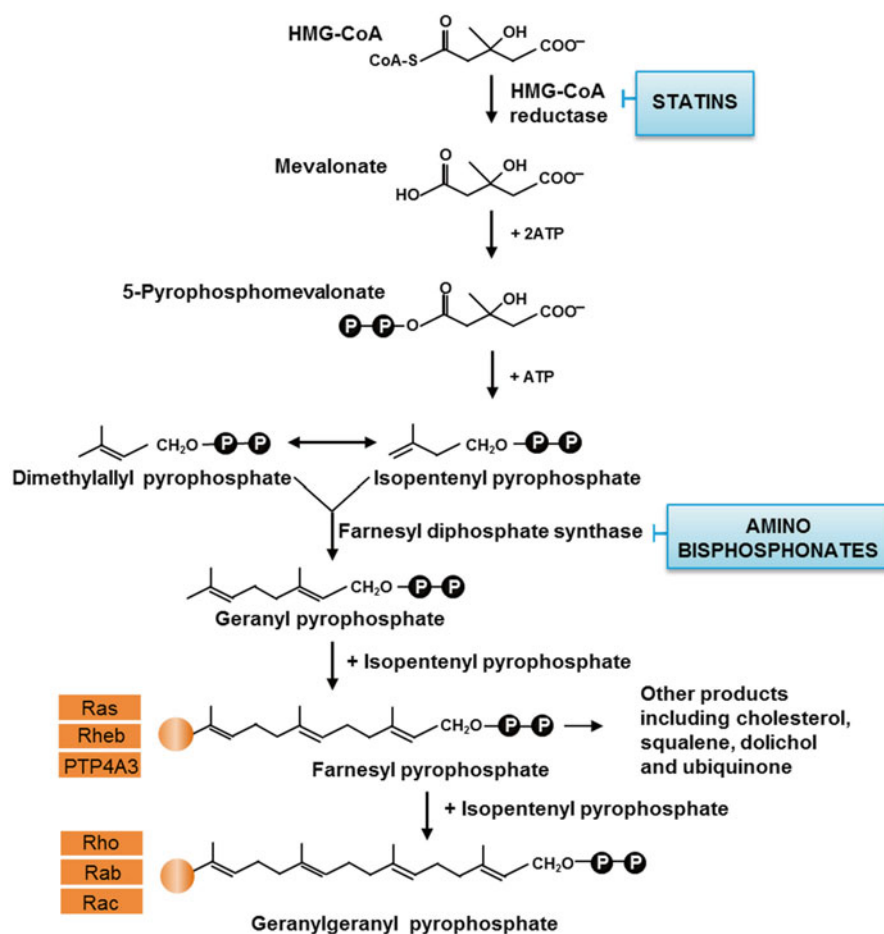 HMG-CoA
O
OH
COO–
CoA-S
HMG-CoA
reductase
STATINS
Mevalonate
O
OH
COO–
HO
+ 2ATP
5-Pyrophosphomevalonate
O
OH
COO–
P P O
+ ATP
CH2O P P
CH2O P P
Dimethylallyl pyrophosphate
Isopentenyl pyrophosphate
Farnesyl diphosphate synthase
AMINO
BISPHOSPHONATES
CH2O P P
Geranyl pyrophosphate
+ Isopentenyl pyrophosphate
Ras
Rheb
PTP4A3
CH2O P P
Farnesyl pyrophosphate
Other products
including cholesterol,
squalene, dolichol
and ubiquinone
+ Isopentenyl pyrophosphate
Rho
Rab
Rac
CH2O P P
Geranylgeranyl pyrophosphate